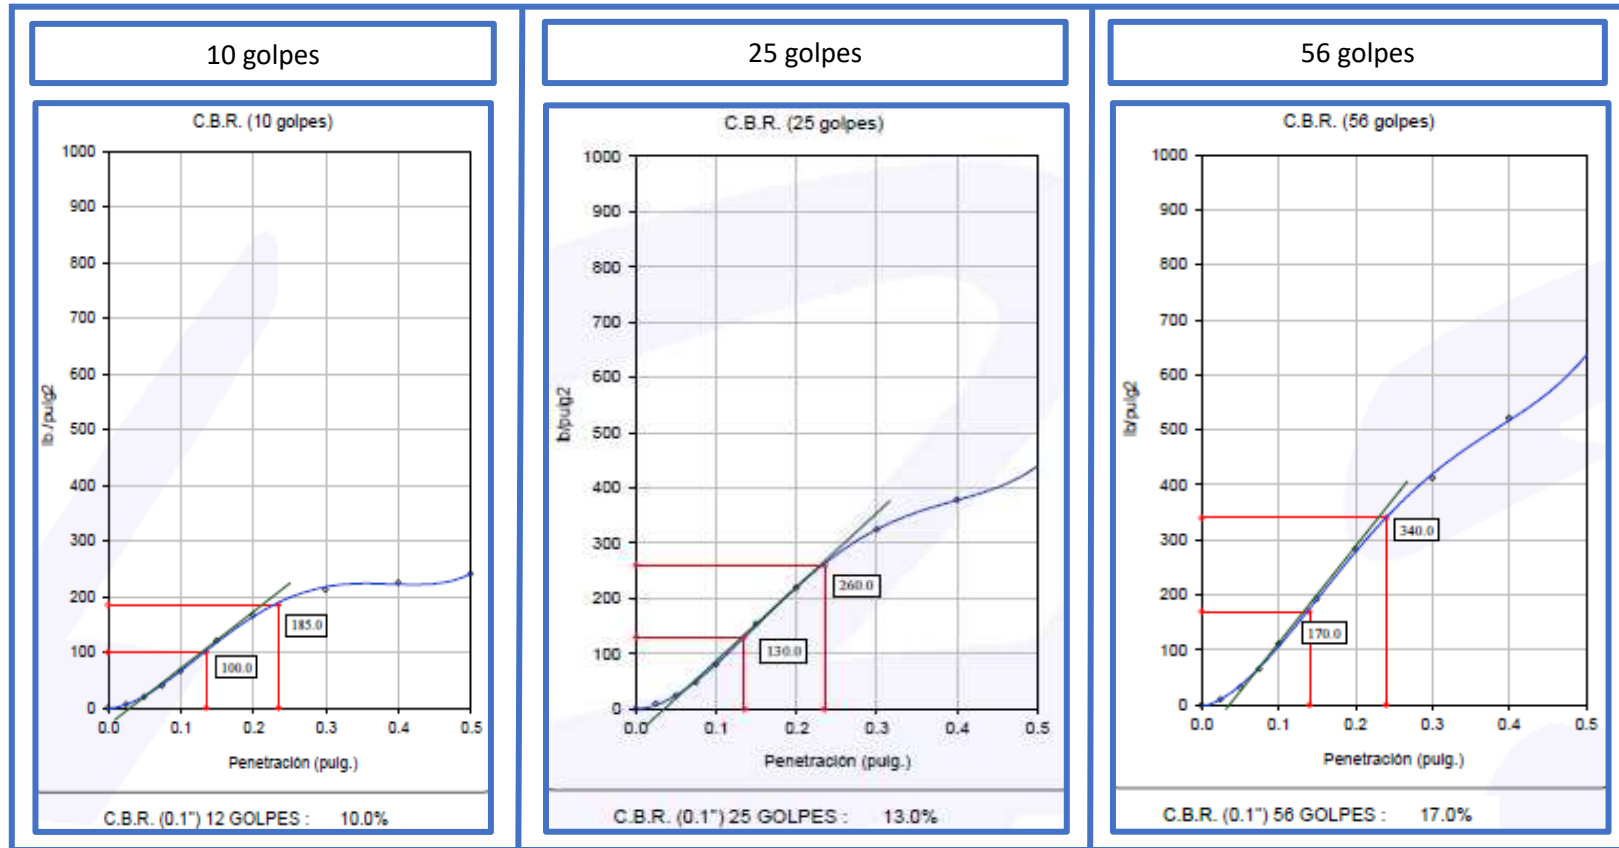 10 golpes
25 golpes
56 golpes
C.B.R. (10 golpes)
1000
900
800
700
600
500
400
300
200
100
0
lb./pulg2
185.0
100.0
0.0 0.1 0.2 0.3 0.4 0.5
Penetración (pulg.)
C.B.R. (0.1") 12 GOLPES : 10.0%
C.B.R. (25 golpes)
1000
900
800
700
600
500
400
300
200
100
0
lb/pulg2
260.0
130.0
0.0 0.1 0.2 0.3 0.4 0.5
Penetración (pulg.)
C.B.R. (0.1") 25 GOLPES : 13.0%
C.B.R. (56 golpes)
1000
900
800
700
600
500
400
300
200
100
0
lb/pulg2
340.0
170.0
0.0 0.1 0.2 0.3 0.4 0.5
Penetración (pulg.)
C.B.R. (0.1") 56 GOLPES : 17.0%